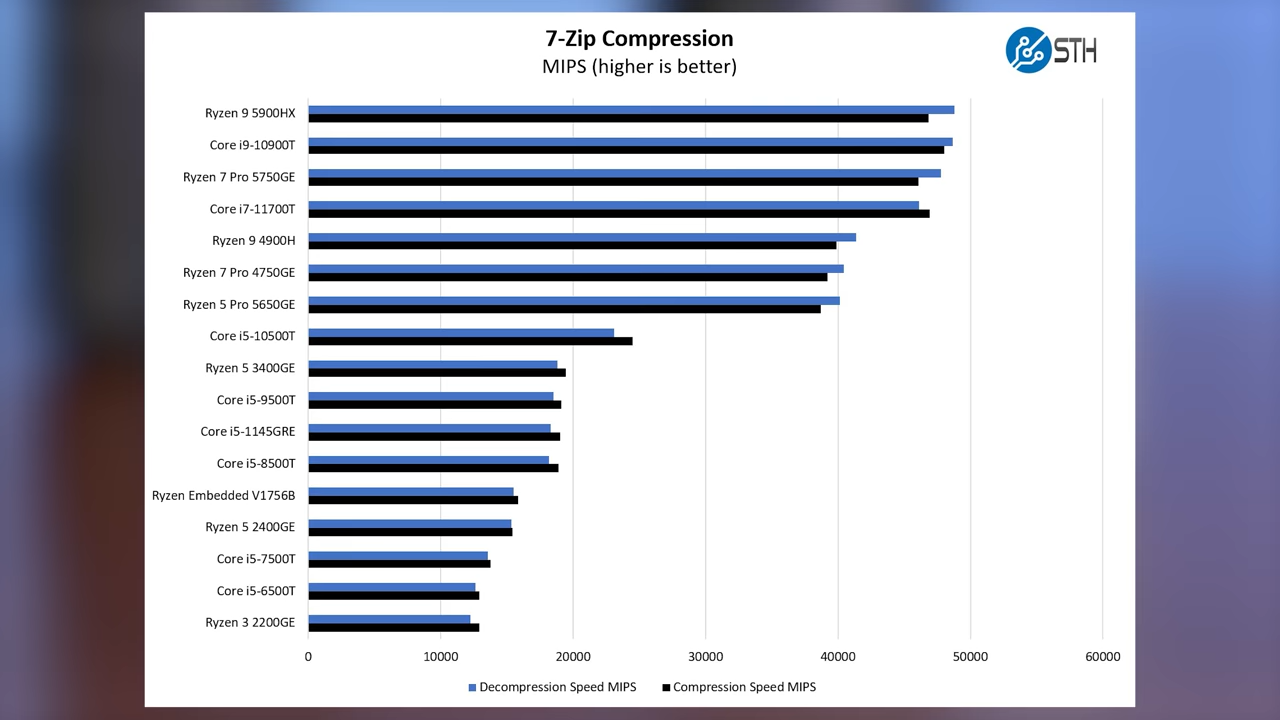 7-Zip Compression
MIPS (higher is better)
STH
Ryzen 9 5900HX
Core i9-10900T
Ryzen 7 Pro 5750GE
Core i7-11700T
Ryzen 9 4900H
Ryzen 7 Pro 4750GE
Ryzen 5 Pro 5650GE
Core i5-10500T
Ryzen 5 3400GE
Core i5-9500T
Core i5-1145GRE
Core i5-8500T
Ryzen Embedded V1756B
Ryzen 5 2400GE
Core i5-7500T
Core i5-6500T
Ryzen 3 2200GE
0 10000 20000 30000 40000 50000 60000
Decompression Speed MIPS Compression Speed MIPS